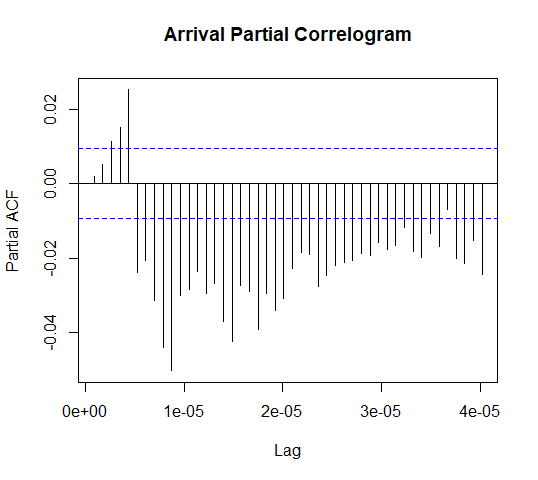 Arrival Partial Correlogram
Partial ACF
0.02
0.00
-0.02
-0.04
0e+00 1e-05 2e-05 3e-05 4e-05
Lag